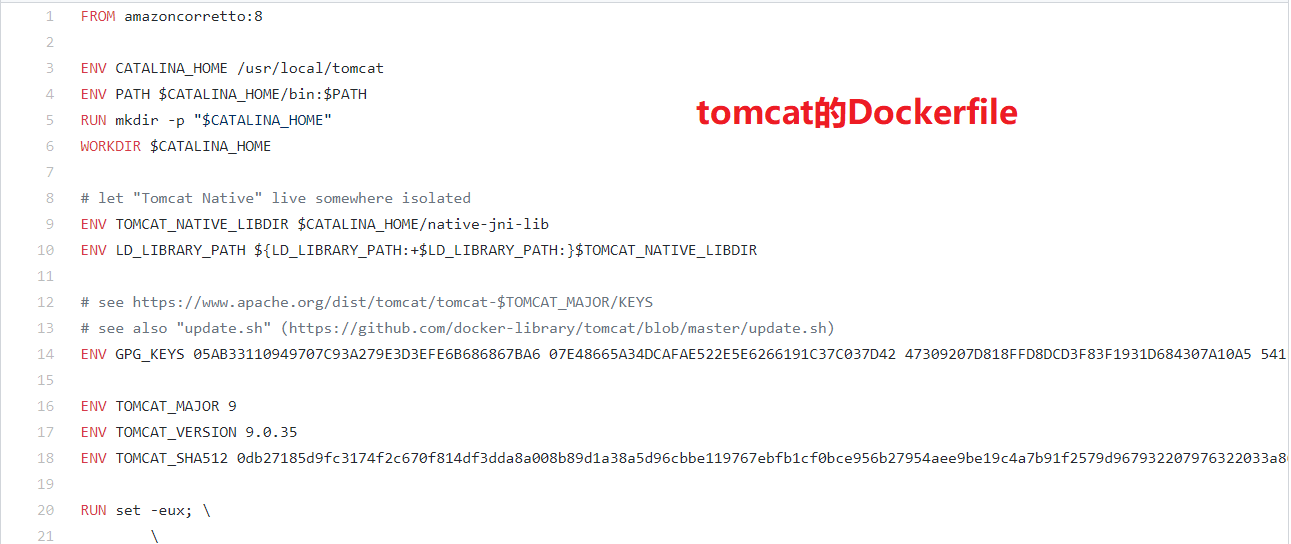 1 FROM amazoncorretto:8
2
3 ENV CATALINA_HOME /usr/local/tomcat
4 ENV PATH $CATALINA_HOME/bin:$PATH
5 RUN mkdir -p "$CATALINA_HOME"
6 WORKDIR $CATALINA_HOME
tomcat的Dockerfile
7
8 # let "Tomcat Native" live somewhere isolated
9 ENV TOMCAT_NATIVE_LIBDIR $CATALINA_HOME/native-jni-lib
10 ENV LD_LIBRARY_PATH ${LD_LIBRARY_PATH:+$LD_LIBRARY_PATH:}$TOMCAT_NATIVE_LIBDIR
11
12 # see https://www.apache.org/dist/tomcat/tomcat-$TOMCAT_MAJOR/KEYS
13 # see also "update.sh" (https://github.com/docker-library/tomcat/blob/master/update.sh)
14 ENV GPG_KEYS 05AB33110949707C93A279E3D3EFE6B686867BA6 07E48665A34DCAFAE522E5E6266191C37C037D42 47309207D818FFD8DCD3F83F1931D684307A10A5 541
15
16 ENV TOMCAT_MAJOR 9
17 ENV TOMCAT_VERSION 9.0.35
18 ENV TOMCAT_SHA512 0db27185d9fc3174f2c670f814df3dda8a008b89d1a38a5d96cbbe119767ebfb1cf0bce956b27954aee9be19c4a7b91f2579d967932207976322033a8
19
20 RUN set -eux; \
21 \